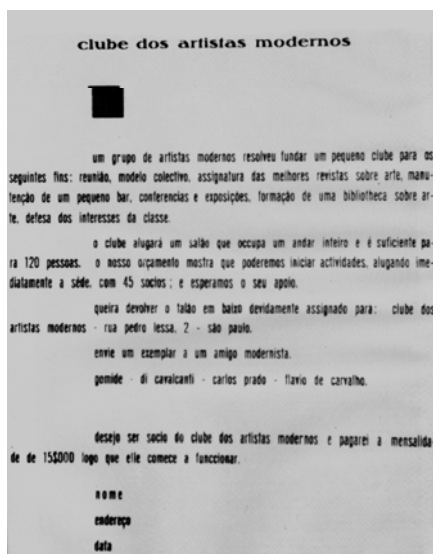 clube dos artistas modernos
um grupo de artistas modernos resolveu fundar um pequeno clube para os
seguintes fins: reunião, modelo colectivo, assignatura das melhores revistas sobre arte, manu-
tenção de um pequeno bar, conferencias e exposições, formação de uma bibliotheca sobre ar-
te, defesa dos interesses da classe.
o clube alugará um salão que occupa um andar inteiro e é suficiente pa-
ra 120 pessoas. o nosso orçamento mostra que poderemos iniciar actividades, alugando ime-
diatamente a séde, com 45 socios; e esperamos o seu apoio.
queira devolver o talão em baixo devidamente assignado para: clube dos
artistas modernos - rua pedro lessa, 2 - são paulo.
envie um exemplar a um amigo modernista.
gomide - di cavalcanti - carlos prado - flavio de carvalho.
desejo ser socio do clube dos artistas modernos e pagarei a mensalida
de de 15$000 logo que elle comece a funccionar.
nome
endereço
data